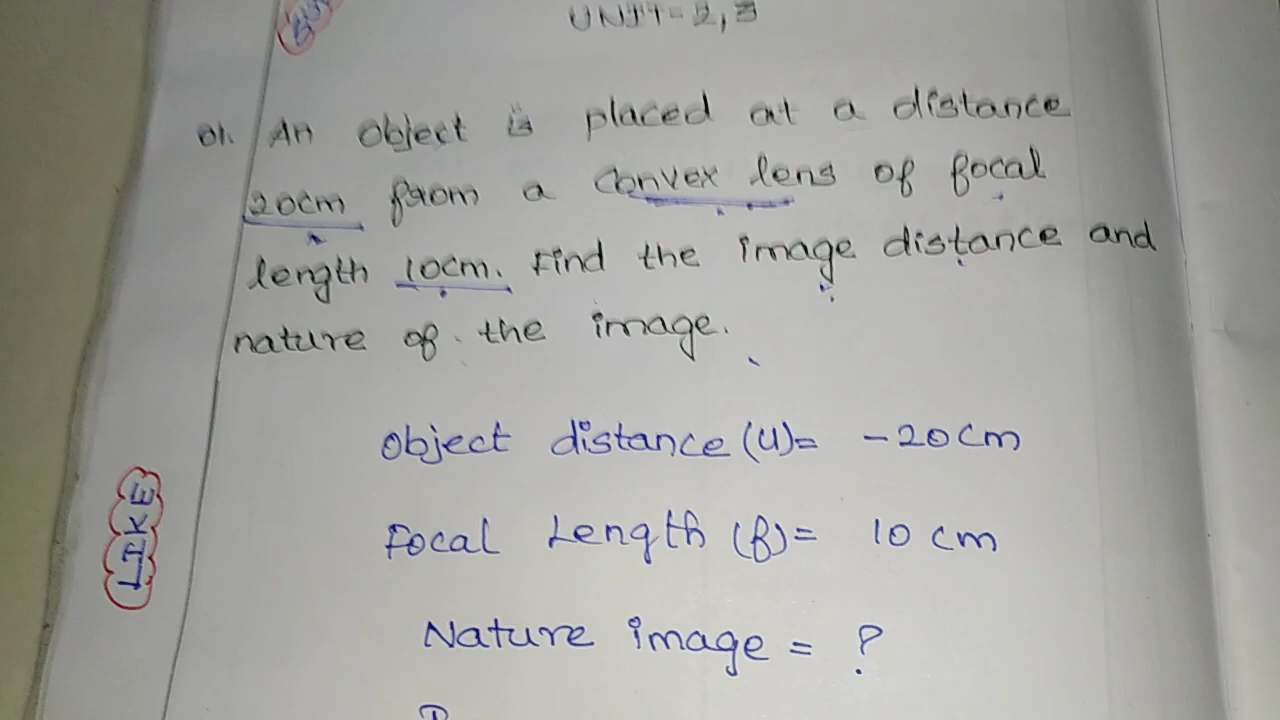 UNIT-2,3
01. An object is placed at a distance
20cm from a convex lens of focal
length 10cm. Find the image distance and
nature of the image.
object distance (u)= -20cm
Focal Length (f)= 10 cm
Nature image = ?
LIKE